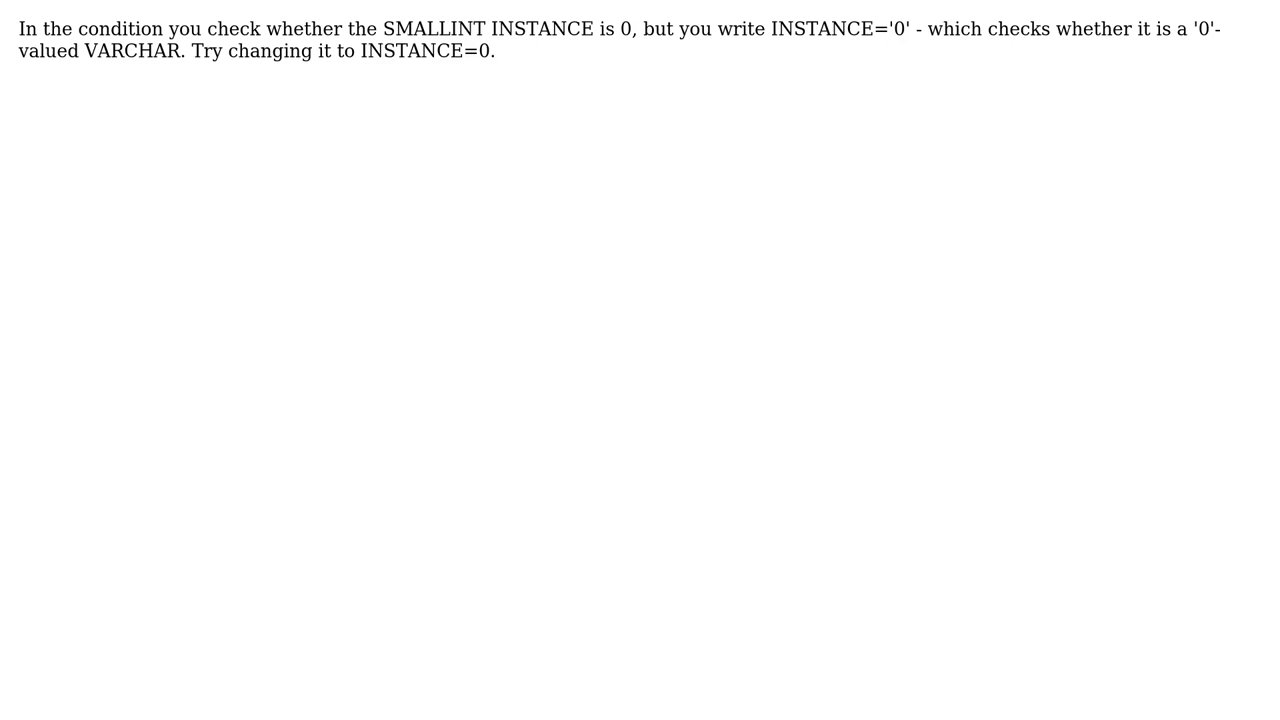 In the condition you check whether the SMALLINT INSTANCE is 0, but you write INSTANCE='0' - which checks whether it is a '0'-
valued VARCHAR. Try changing it to INSTANCE=0.